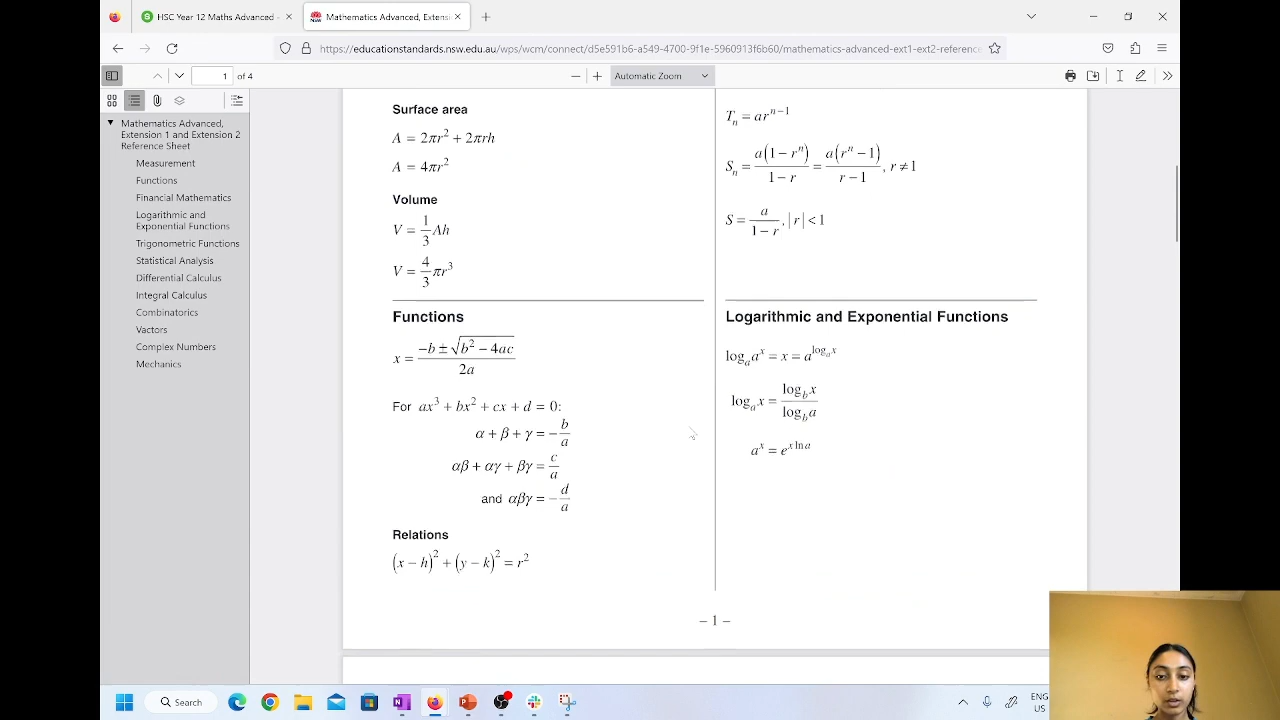 HSC Year 12 Maths Advanced -
Mathematics Advanced, Extensi
https://educationstandards.nsw.edu.au/wps/wcm/connect/d5e591b6-a549-4700-9f1e-5960913f6b60/mathematics-advanced-ext1-ext2-reference
1 of 4
Automatic Zoom
Mathematics Advanced,
Extension 1 and Extension 2
Reference Sheet
Measurement
Functions
Financial Mathematics
Logarithmic and
Exponential Functions
Trigonometric Functions
Statistical Analysis
Differential Calculus
Integral Calculus
Combinatorics
Vactors
Complex Numbers
Mechanics
Surface area
A = 2πr² + 2πrh
A = 4πr²
Volume
V = 1/3 Ah
V = 4/3 πr³
Functions
x = (−b ± √(b² − 4ac)) / 2a
For ax³ + bx² + cx + d = 0:
α + β + γ = −b/a
αβ + αγ + βγ = c/a
and αβγ = −d/a
Relations
(x − h)² + (y − k)² = r²
Tₙ = arⁿ⁻¹
Sₙ = a(1 − rⁿ)/(1 − r) = a(rⁿ − 1)/(r − 1), r ≠ 1
S = a/(1 − r), |r| < 1
Logarithmic and Exponential Functions
logₐ aˣ = x = a^(logₐ x)
logₐ x = log_b x / log_b a
aˣ = e^(x ln a)
– 1 –
Search
ENG
US